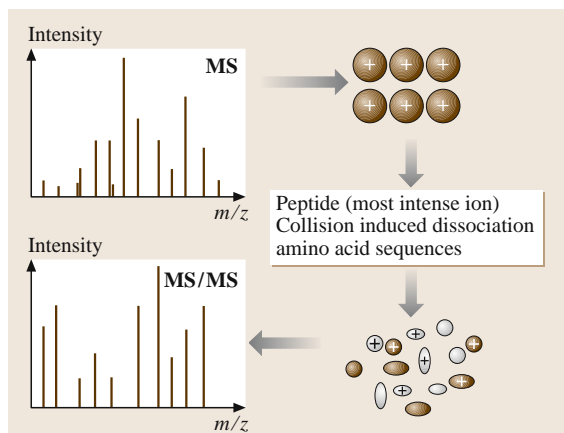 Intensity
MS
m/z
Peptide (most intense ion)
Collision induced dissociation
amino acid sequences
Intensity
MS/MS
m/z
+ + +
+ + +
+ + + + + + + +